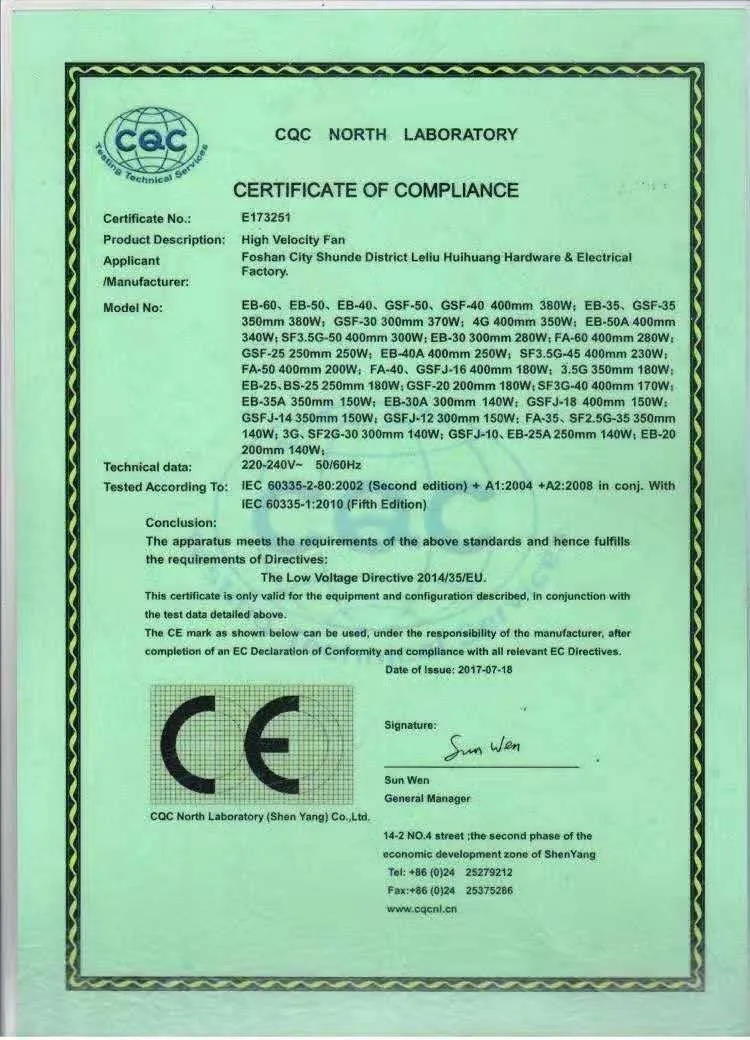 CQC
Testing Technical Services
CQC NORTH LABORATORY
CERTIFICATE OF COMPLIANCE
Certificate No.: E173251
Product Description: High Velocity Fan
Applicant /Manufacturer: Foshan City Shunde District Leliu Huihuang Hardware & Electrical
Factory.
Model No: EB-60、EB-50、EB-40、GSF-50、GSF-40 400mm 380W; EB-35、GSF-35
350mm 380W; GSF-30 300mm 370W; 4G 400mm 350W; EB-50A 400mm
340W; SF3.5G-50 400mm 300W; EB-30 300mm 280W; FA-60 400mm 280W;
GSF-25 250mm 250W; EB-40A 400mm 250W; SF3.5G-45 400mm 230W;
FA-50 400mm 200W; FA-40、GSFJ-16 400mm 180W; 3.5G 350mm 180W;
EB-25、BS-25 250mm 180W; GSF-20 200mm 180W; SF3G-40 400mm 170W;
EB-35A 350mm 150W; EB-30A 300mm 140W; GSFJ-18 400mm 150W;
GSFJ-14 350mm 150W; GSFJ-12 300mm 150W; FA-35、SF2.5G-35 350mm
140W; 3G、SF2G-30 300mm 140W; GSFJ-10、EB-25A 250mm 140W; EB-20
200mm 140W;
Technical data: 220-240V~ 50/60Hz
Tested According To: IEC 60335-2-80:2002 (Second edition) + A1:2004 +A2:2008 in conj. With
IEC 60335-1:2010 (Fifth Edition)
Conclusion:
The apparatus meets the requirements of the above standards and hence fulfills
the requirements of Directives:
The Low Voltage Directive 2014/35/EU.
This certificate is only valid for the equipment and configuration described, in conjunction with
the test data detailed above.
The CE mark as shown below can be used, under the responsibility of the manufacturer, after
completion of an EC Declaration of Conformity and compliance with all relevant EC Directives.
Date of Issue: 2017-07-18
CE
Signature:
Sun Wen
Sun Wen
General Manager
CQC North Laboratory (Shen Yang) Co.,Ltd.
14-2 NO.4 street ;the second phase of the
economic development zone of ShenYang
Tel: +86 (0)24 25279212
Fax:+86 (0)24 25375286
www.cqcnl.cn